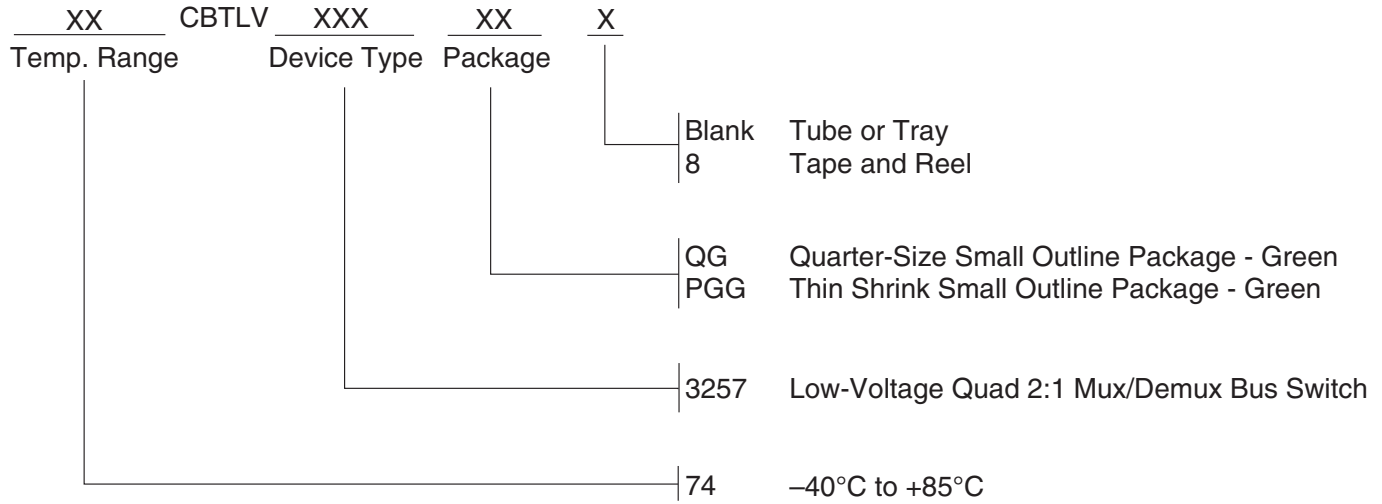 XX CBTLV XXX XX X
Temp. Range Device Type Package
Blank Tube or Tray
8 Tape and Reel
QG Quarter-Size Small Outline Package - Green
PGG Thin Shrink Small Outline Package - Green
3257 Low-Voltage Quad 2:1 Mux/Demux Bus Switch
74 –40°C to +85°C